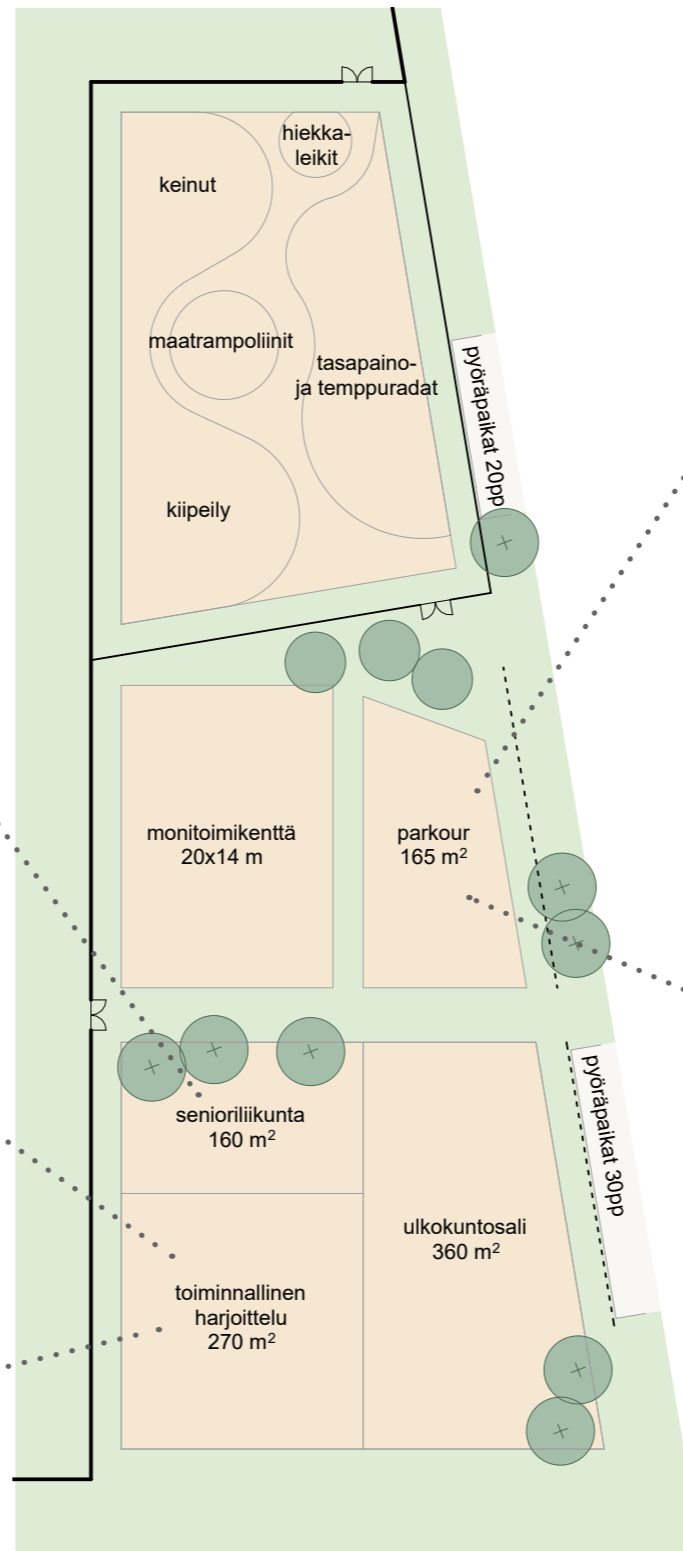 hiekka-
leikit
keinut
maatrampoliinit
tasapaino-
ja temppuradat
pyöräpaikat 20pp
kiipeily
monitoimikenttä
20x14 m
parkour
165 m²
senioriliikunta
160 m²
pyöräpaikat 30pp
ulkokuntosali
360 m²
toiminnallinen
harjoittelu
270 m²